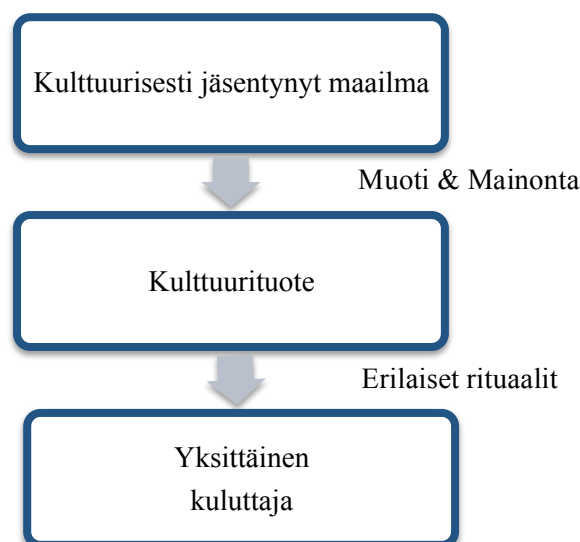 Kulttuurisesti jäsentynyt maailma
Muoti & Mainonta
Kulttuurituote
Erilaiset rituaalit
Yksittäinen
kuluttaja